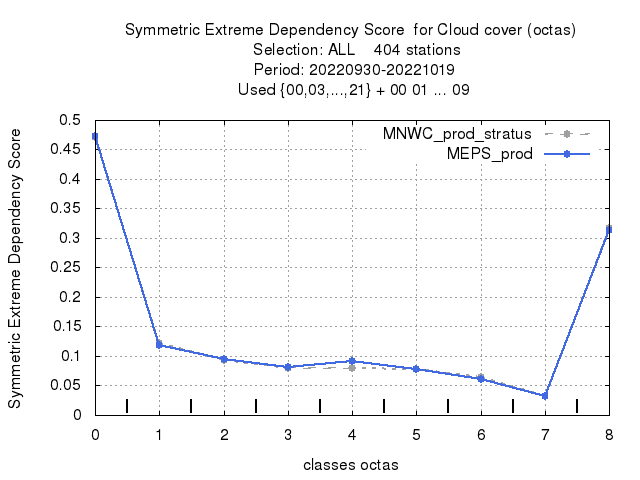 Symmetric Extreme Dependency Score  for Cloud cover (octas)
Selection: ALL    404 stations
Period: 20220930-20221019
Used {00,03,...,21} + 00 01 ... 09
MNWC_prod_stratus
MEPS_prod
Symmetric Extreme Dependency Score
0.5
0.45
0.4
0.35
0.3
0.25
0.2
0.15
0.1
0.05
0
0 1 2 3 4 5 6 7 8
classes octas